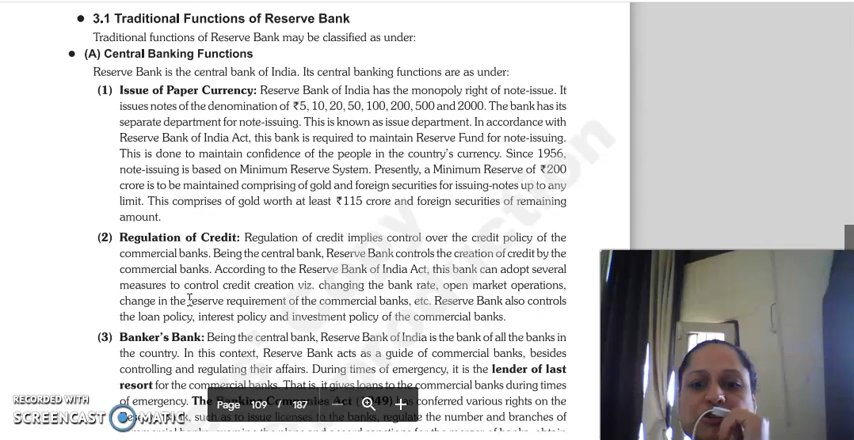 3.1 Traditional Functions of Reserve Bank
Traditional functions of Reserve Bank may be classified as under:
(A) Central Banking Functions
Reserve Bank is the central bank of India. Its central banking functions are as under:
(1) Issue of Paper Currency: Reserve Bank of India has the monopoly right of note-issue. It
issues notes of the denomination of ₹5, 10, 20, 50, 100, 200, 500 and 2000. The bank has its
separate department for note-issuing. This is known as issue department. In accordance with
Reserve Bank of India Act, this bank is required to maintain Reserve Fund for note-issuing.
This is done to maintain confidence of the people in the country's currency. Since 1956,
note-issuing is based on Minimum Reserve System. Presently, a Minimum Reserve of ₹200
crore is to be maintained comprising of gold and foreign securities for issuing-notes up to any
limit. This comprises of gold worth at least ₹115 crore and foreign securities of remaining
amount.
(2) Regulation of Credit: Regulation of credit implies control over the credit policy of the
commercial banks. Being the central bank, Reserve Bank controls the creation of credit by the
commercial banks. According to the Reserve Bank of India Act, this bank can adopt several
measures to control credit creation viz. changing the bank rate, open market operations,
change in the reserve requirement of the commercial banks, etc. Reserve Bank also controls
the loan policy, interest policy and investment policy of the commercial banks.
(3) Banker's Bank: Being the central bank, Reserve Bank of India is the bank of all the banks in
the country. In this context, Reserve Bank acts as a guide of commercial banks, besides
controlling and regulating their affairs. During times of emergency, it is the lender of last
resort for the commercial banks. That is, it gives loans to the commercial banks during times
of emergency. The Banking Companies Act 1949) has conferred various rights on the
such as to issue licenses to the banks, regulate the number and branches of
Page 109 / 187
RECORDED WITH
SCREENCAST MATIC